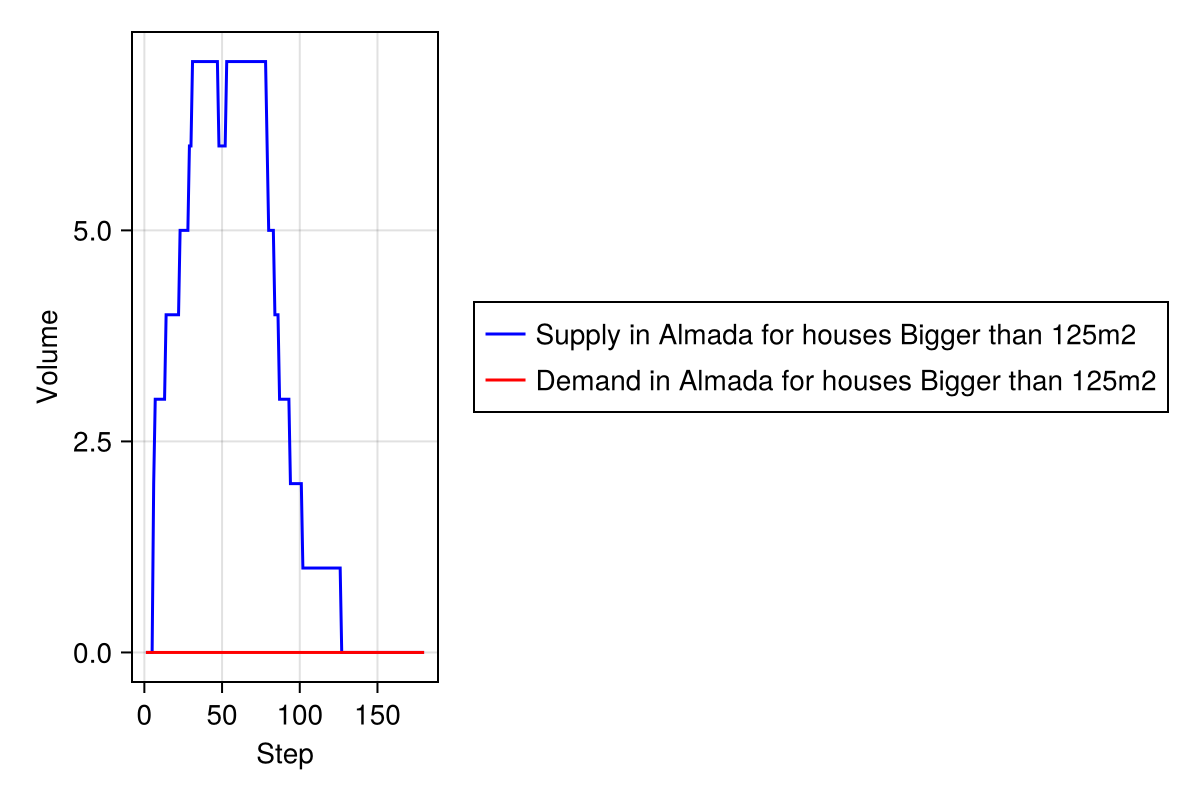 5.0
2.5
0.0
Volume
0 50 100 150
Step
Supply in Almada for houses Bigger than 125m2
Demand in Almada for houses Bigger than 125m2